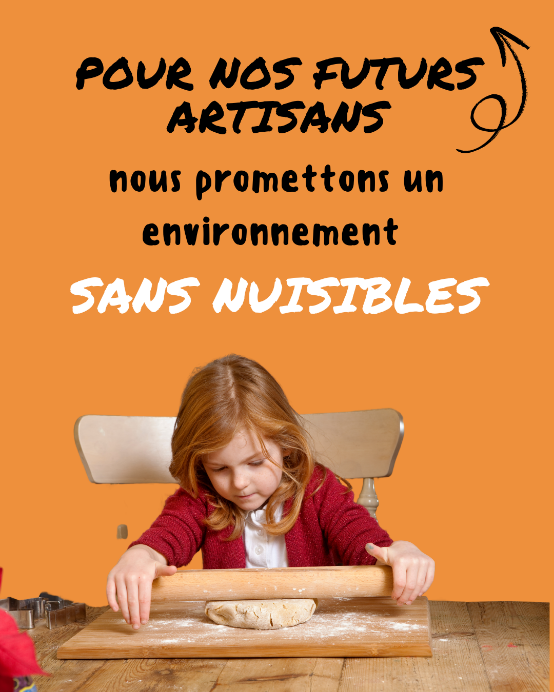 POUR NOS FUTURS
ARTISANS
nous promettons un
environnement
SANS NUISIBLES